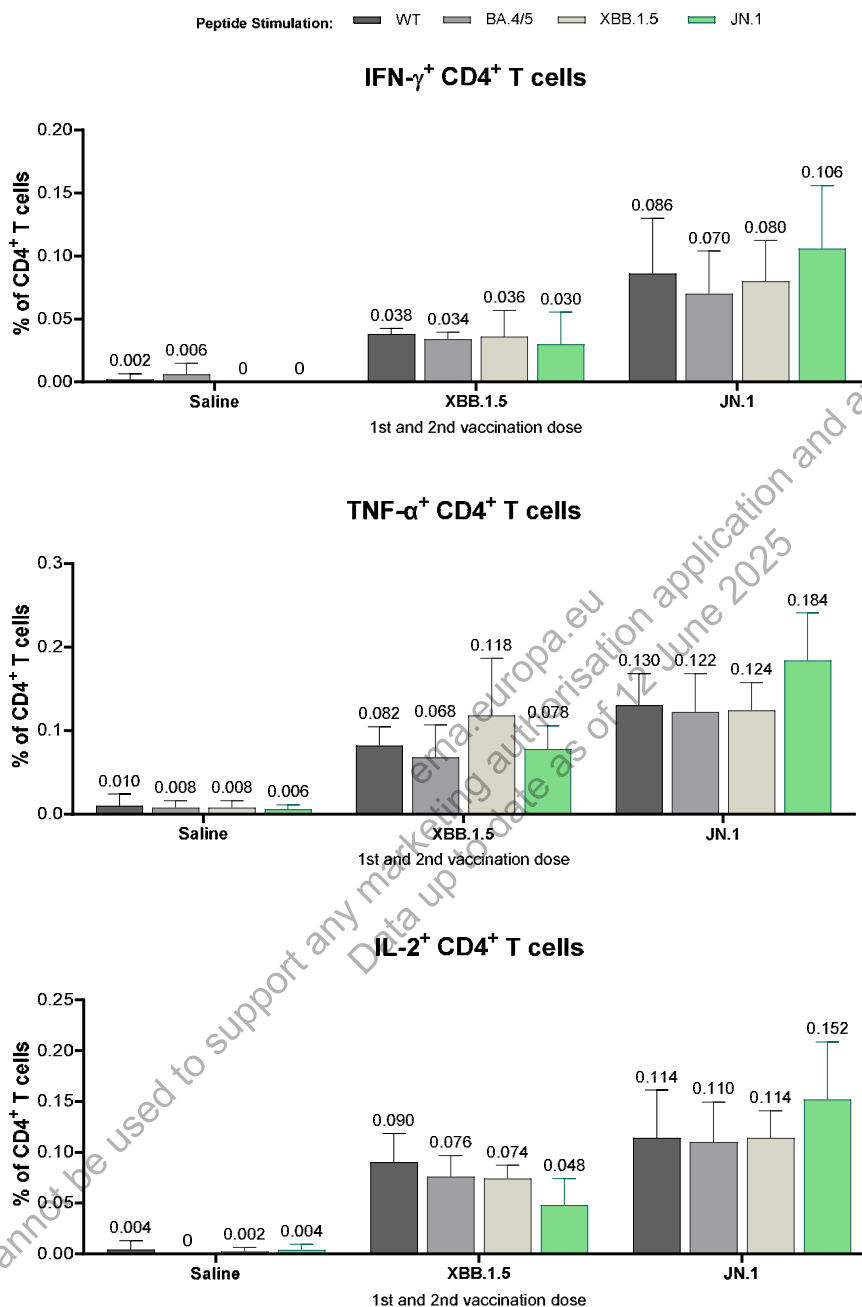 Peptide Stimulation: WT BA.4/5 XBB.1.5 JN.1
IFN-γ⁺ CD4⁺ T cells
% of CD4⁺ T cells
0.20
0.15
0.10
0.05
0.00
0.002 0.006 0 0
0.038 0.034 0.036 0.030
0.086 0.070 0.080 0.106
Saline XBB.1.5 JN.1
1st and 2nd vaccination dose
TNF-α⁺ CD4⁺ T cells
% of CD4⁺ T cells
0.3
0.2
0.1
0.0
0.010 0.008 0.008 0.006
0.082 0.068 0.118 0.078
0.130 0.122 0.124 0.184
Saline XBB.1.5 JN.1
1st and 2nd vaccination dose
IL-2⁺ CD4⁺ T cells
% of CD4⁺ T cells
0.25
0.20
0.15
0.10
0.05
0.00
0.004 0 0.002 0.004
0.090 0.076 0.074 0.048
0.114 0.110 0.114 0.152
Saline XBB.1.5 JN.1
1st and 2nd vaccination dose
ema.europa.eu
be used to support any marketing authorisation application and
Data up to date as of 12 June 2025